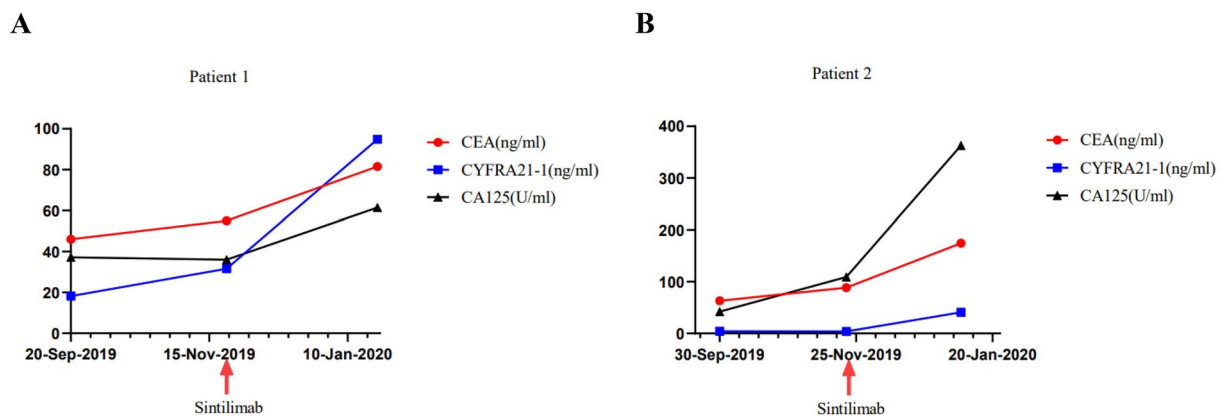 A
Patient 1
100
80
60
40
20
0
20-Sep-2019 15-Nov-2019 10-Jan-2020
CEA(ng/ml)
CYFRA21-1(ng/ml)
CA125(U/ml)
Sintilimab
B
Patient 2
400
300
200
100
0
30-Sep-2019 25-Nov-2019 20-Jan-2020
CEA(ng/ml)
CYFRA21-1(ng/ml)
CA125(U/ml)
Sintilimab